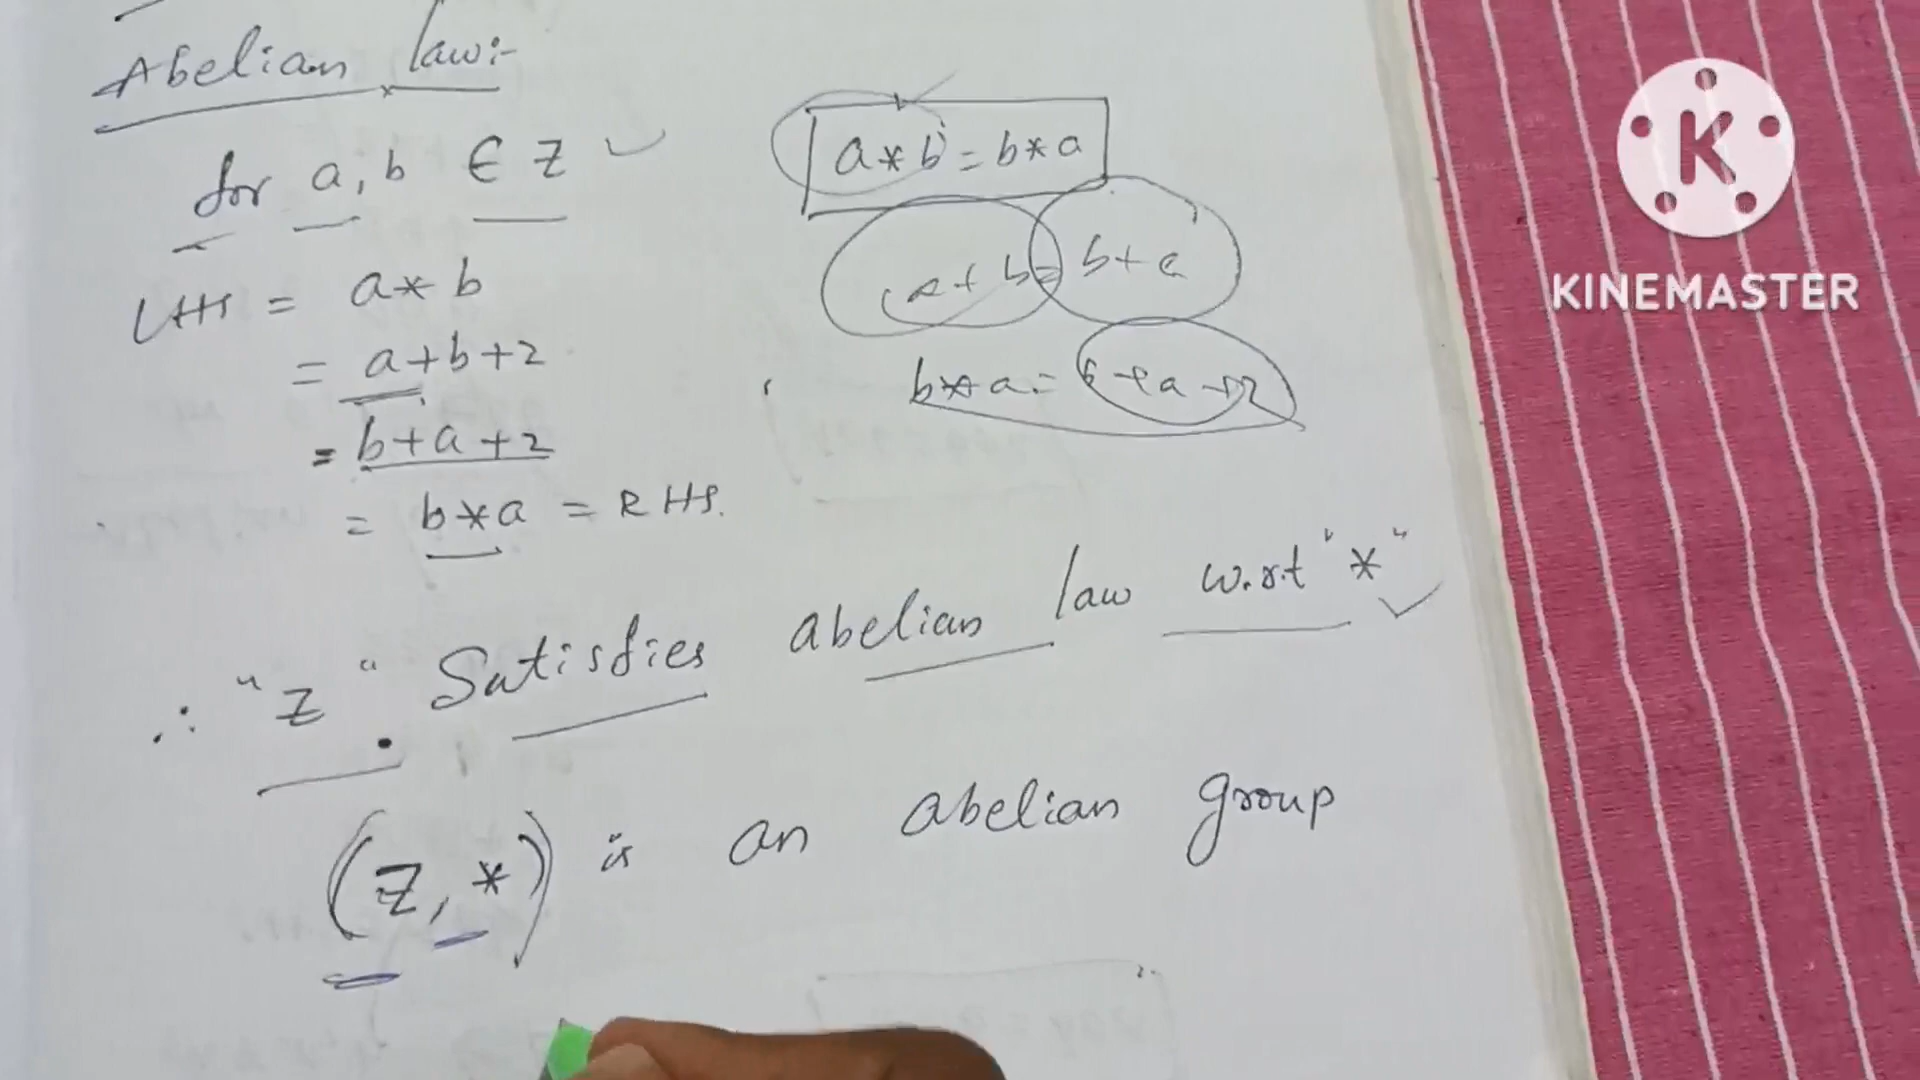 Abelian law:-
for a, b ∈ Z
a * b = b * a
LHS = a * b
a + b = b + a
= a + b + 2
b * a = b + a + 2
= b + a + 2
= b * a = RHS.
∴ "Z" Satisfies abelian law w.r.t "*"
(Z, *) is an abelian group
K
KINEMASTER